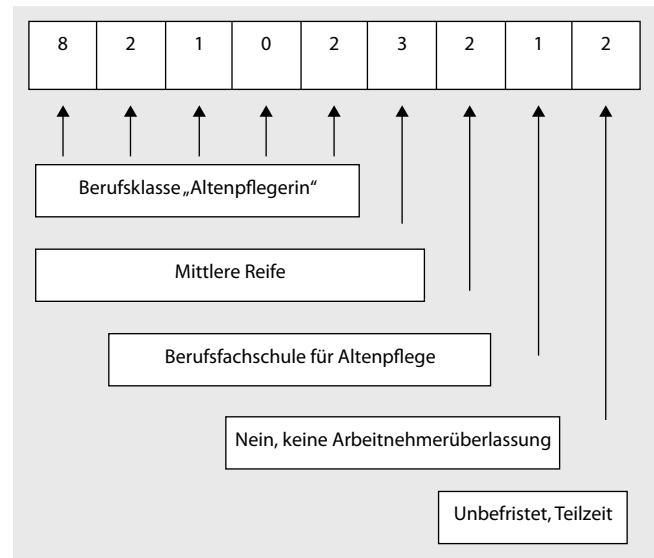 8 2 1 0 2 3 2 1 2
Berufsklasse „Altenpflegerin“
Mittlere Reife
Berufsfachschule für Altenpflege
Nein, keine Arbeitnehmerüberlassung
Unbefristet, Teilzeit